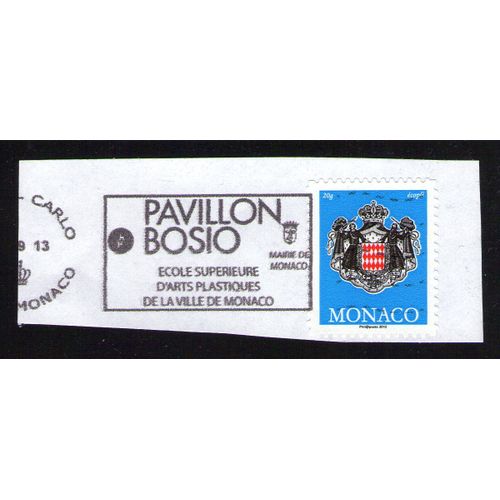 - CARLO
9 13
MONACO
PAVILLON
BOSIO
MAIRIE DE
MONACO
ECOLE SUPERIEURE
D'ARTS PLASTIQUES
DE LA VILLE DE MONACO
20g écopli
MONACO